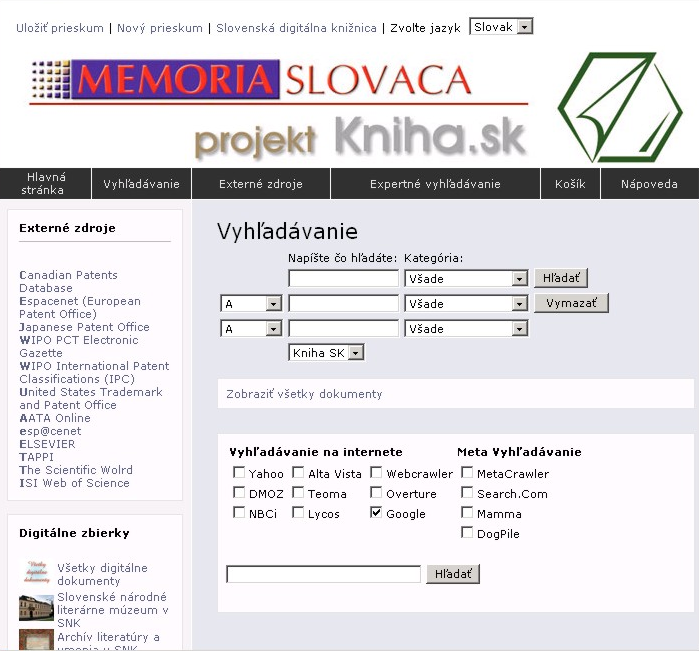 Uložiť prieskum | Nový prieskum | Slovenská digitálna knižnica | Zvoľte jazyk Slovak
MEMORIA SLOVACA
projekt Kniha.sk
Hlavná stránka
Vyhľadávanie
Externé zdroje
Expertné vyhľadávanie
Košík
Nápoveda
Externé zdroje
Canadian Patents
Database
Espacenet (European
Patent Office)
Japanese Patent Office
WIPO PCT Electronic
Gazette
WIPO International Patent
Classifications (IPC)
United States Trademark
and Patent Office
AATA Online
esp@cenet
ELSEVIER
TAPPI
The Scientific Wolrd
ISI Web of Science
Digitálne zbierky
Všetky digitálne
dokumenty
Slovenské národné
literárne múzeum v
SNK
Archív literatúry a
umenia v SNK
Vyhľadávanie
Napíšte čo hľadáte: Kategória:
Všade Hľadať
A Všade Vymazať
A Všade
Kniha SK
Zobraziť všetky dokumenty
Vyhľadávanie na internete Meta Vyhľadávanie
Yahoo Alta Vista Webcrawler MetaCrawler
DMOZ Teoma Overture Search.Com
NBCi Lycos Google Mamma
DogPile
Hľadať